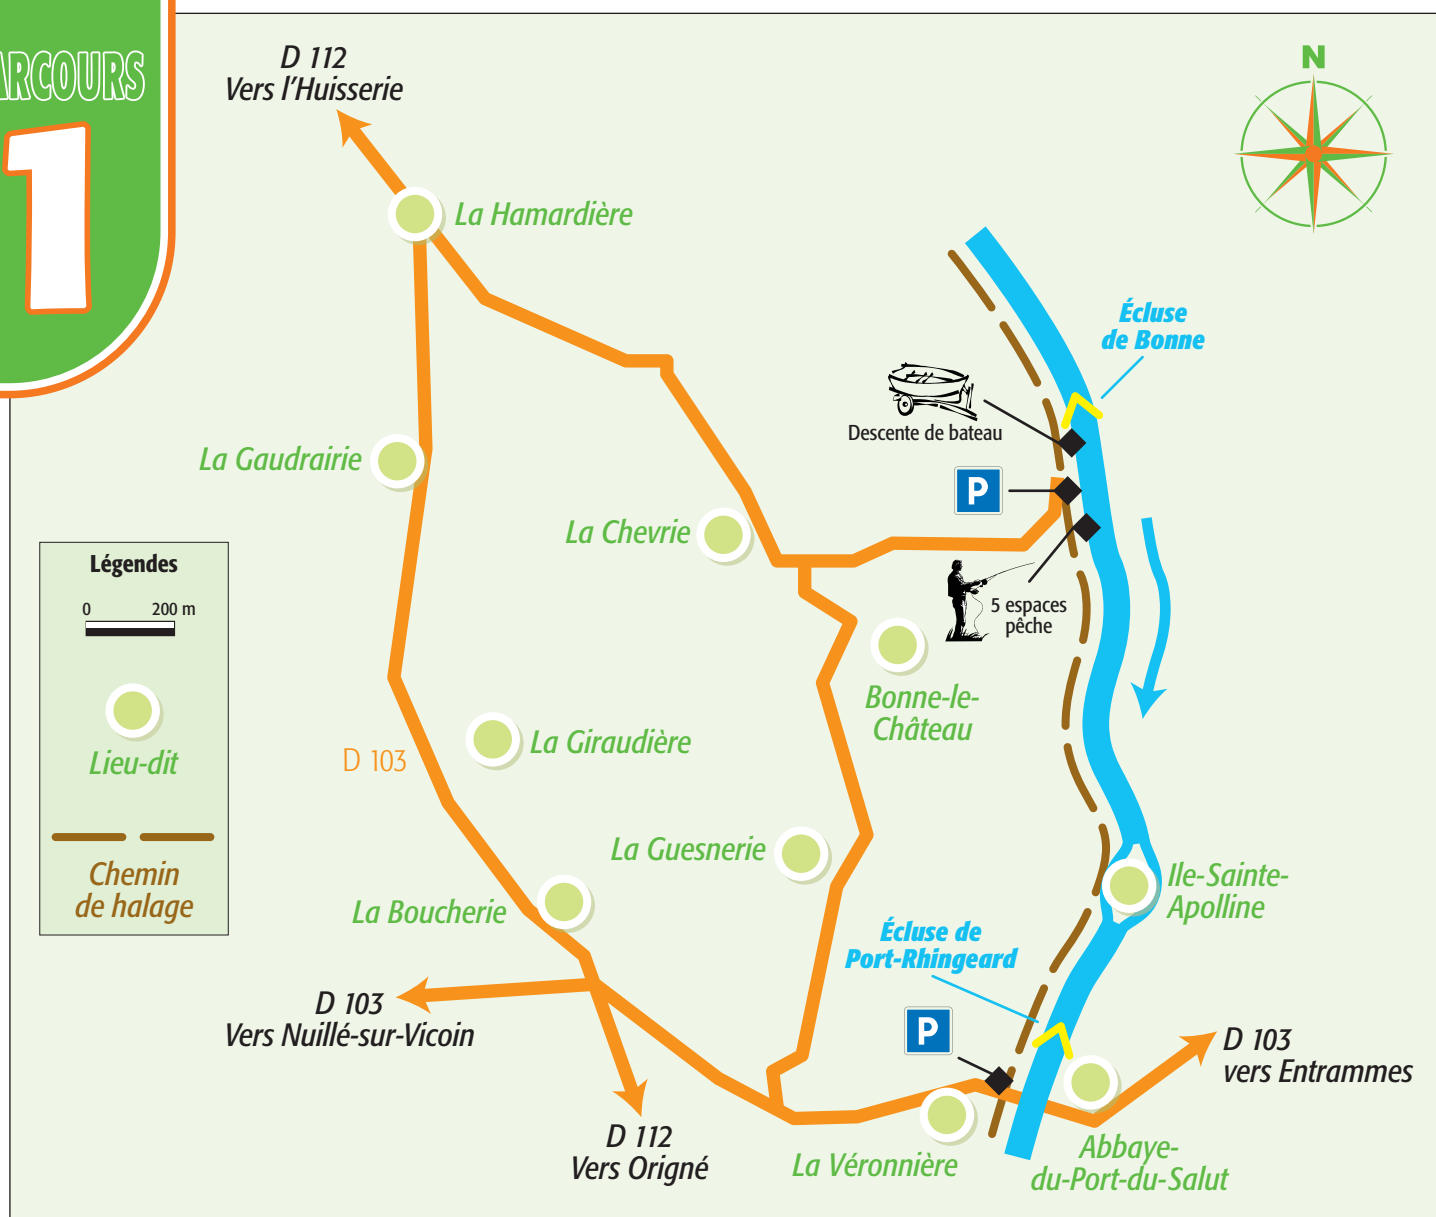 ARCOURS
1
D 112
Vers l'Huisserie
N
La Hamardière
Écluse
de Bonne
Descente de bateau
La Gaudrairie
P
La Chevrie
5 espaces
pêche
Légendes
0 200 m
Lieu-dit
Chemin
de halage
Bonne-le-
Château
La Giraudière
D 103
La Guesnerie
La Boucherie
Ile-Sainte-
Apolline
Écluse de
Port-Rhingeard
D 103
Vers Nuillé-sur-Vicoin
P
D 103
vers Entrammes
D 112
Vers Origné
La Véronnière
Abbaye-
du-Port-du-Salut